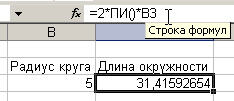 =2*ПИ()*B3
Строка формул
B
Радиус круга Длина окружности
5 31,41592654